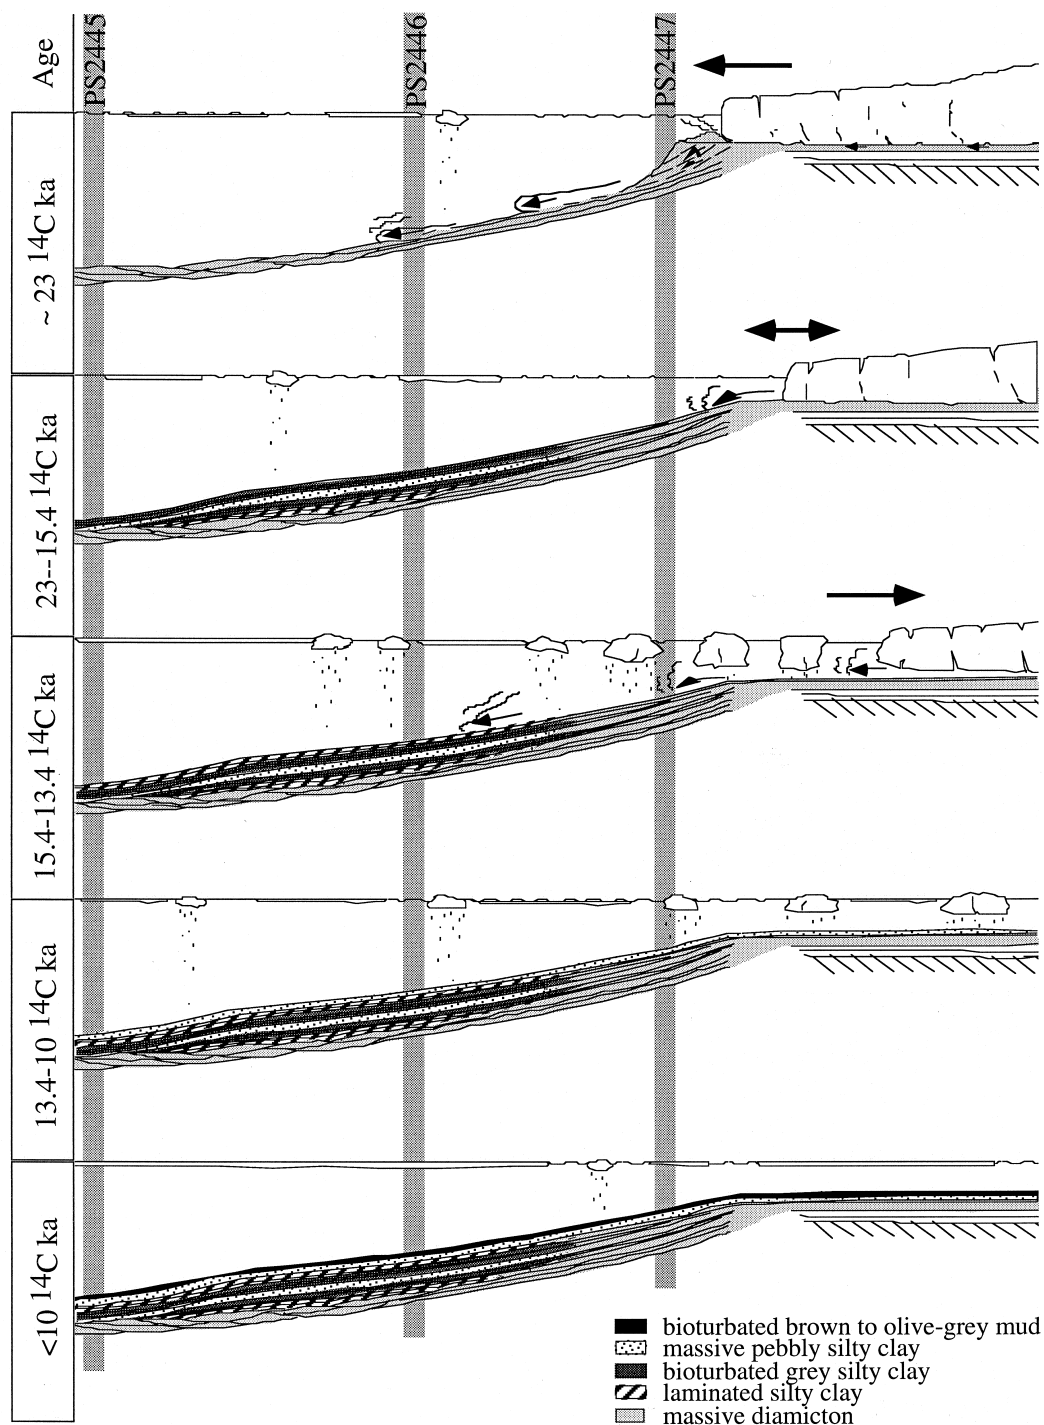 Age
PS2445
PS2446
PS2447
~ 23 ¹⁴C ka
23--15.4 ¹⁴C ka
15.4-13.4 ¹⁴C ka
13.4-10 ¹⁴C ka
<10 ¹⁴C ka
bioturbated brown to olive-grey mud
massive pebbly silty clay
bioturbated grey silty clay
laminated silty clay
massive diamicton